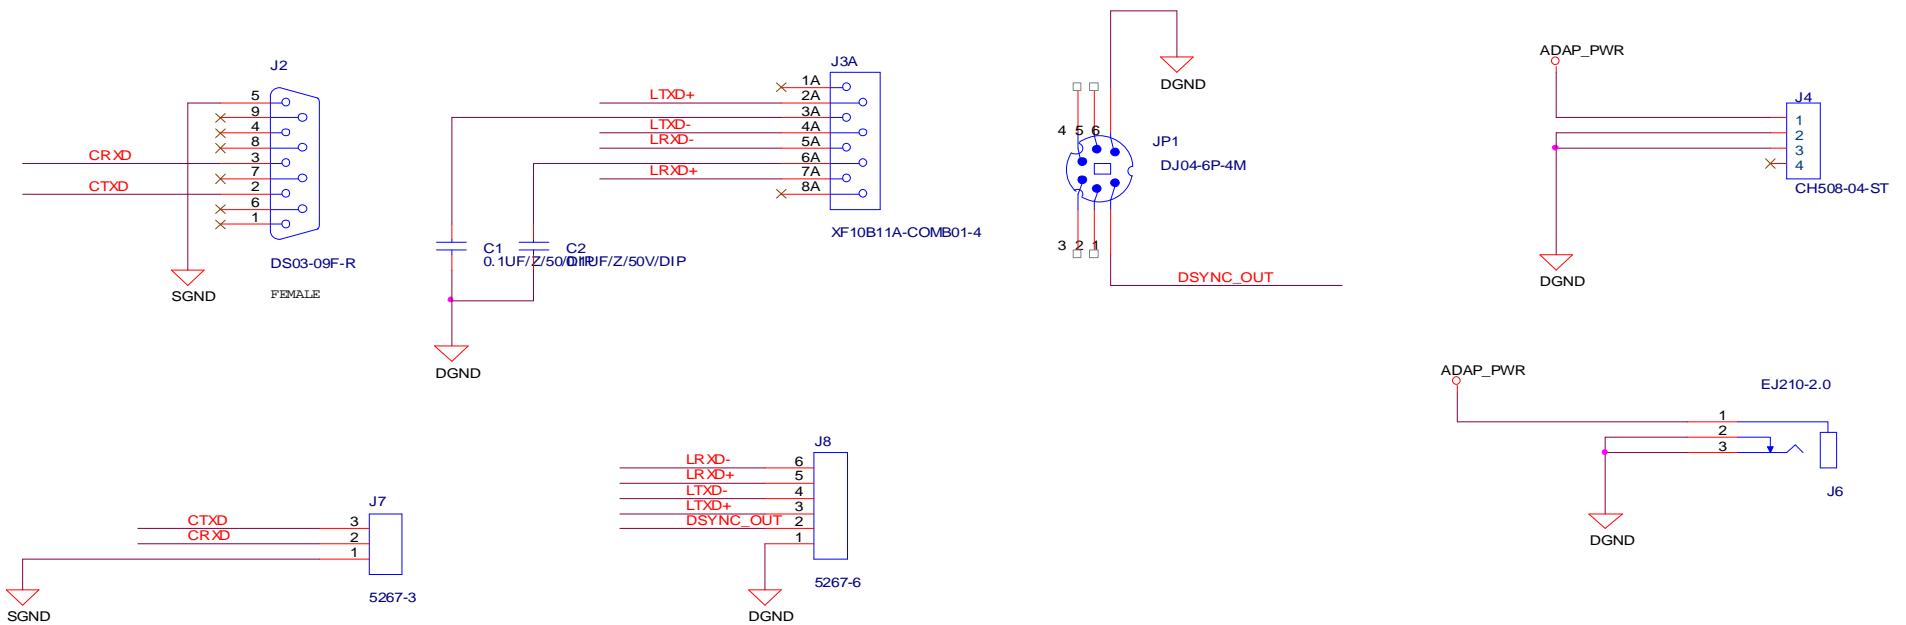 J2
5
9
4
8
CRXD
3
7
CTXD
2
6
1
DS03-09F-R
FEMALE
SGND
J3A
1A
LTXD+
2A
3A
LTXD-
4A
LRXD-
5A
6A
LRXD+
7A
8A
XF10B11A-COMB01-4
C1
C2
0.1UF/Z/50V/DIP
0.1UF/Z/50V/DIP
DGND
DGND
4 5 6
JP1
DJ04-6P-4M
3 2 1
DSYNC_OUT
ADAP_PWR
J4
1
2
3
4
CH508-04-ST
DGND
ADAP_PWR
EJ210-2.0
1
2
3
J6
DGND
J7
CTXD
3
CRXD
2
1
5267-3
SGND
J8
LRXD-
6
LRXD+
5
LTXD-
4
LTXD+
3
DSYNC_OUT
2
1
5267-6
DGND